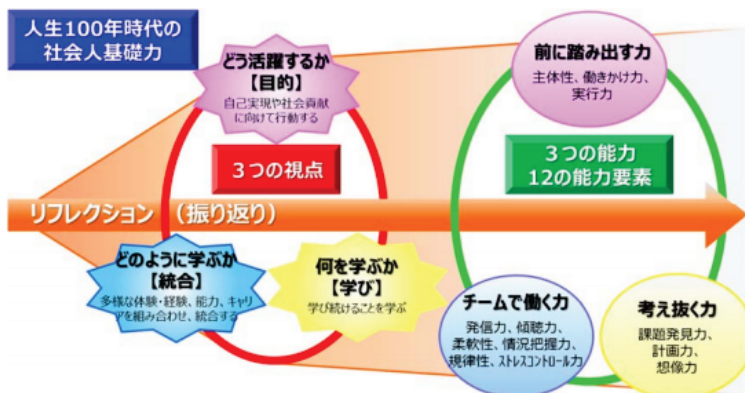 人生100年時代の
社会人基礎力
どう活躍するか
【目的】
自己実現や社会貢献
に向けて行動する
3つの視点
前に踏み出す力
主体性、働きかけ力、
実行力
3つの能力
12の能力要素
リフレクション (振り返り)
どのように学ぶか
【統合】
多様な体験・経験、能力、キャリ
アを組み合わせ、統合する
何を学ぶか
【学び】
学び続けることを学ぶ
チームで働く力
発信力、傾聴力、
柔軟性、情況把握力、
規律性、ストレスコントロール力
考え抜く力
課題発見力、
計画力、
想像力